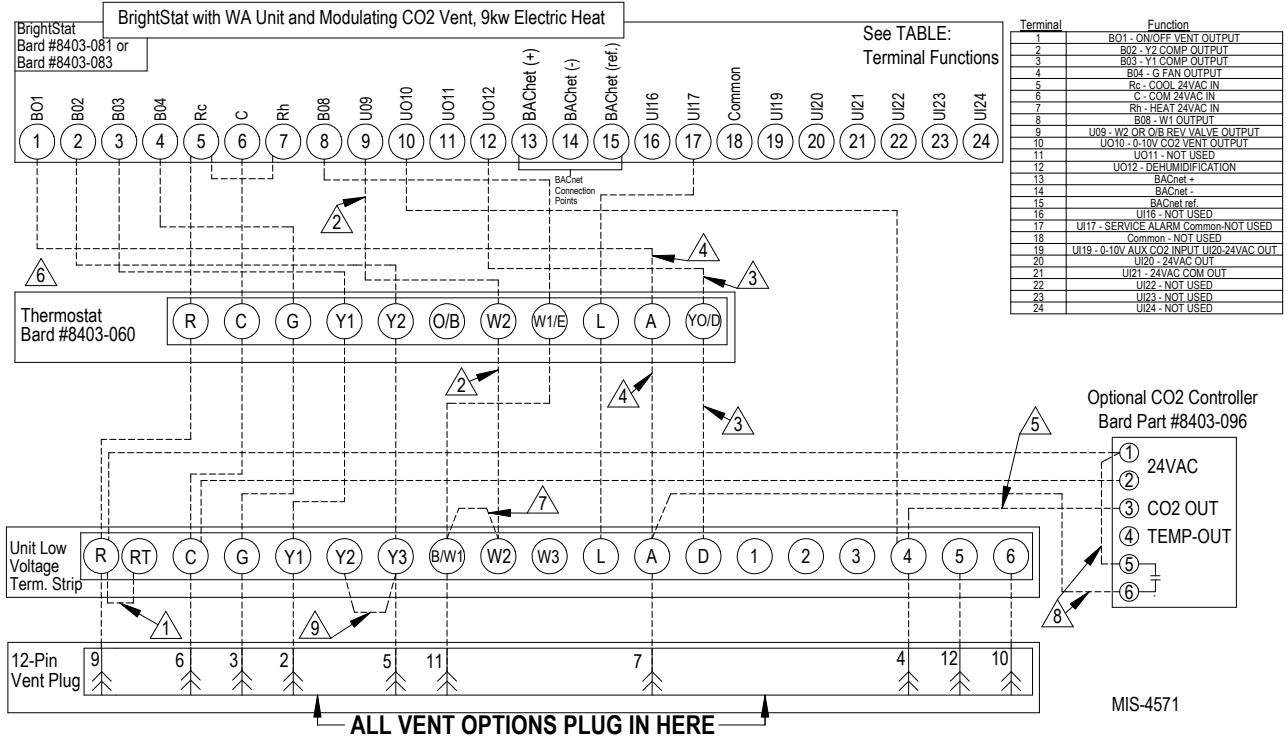 BrightStat with WA Unit and Modulating CO2 Vent, 9kw Electric Heat
BrightStat
Bard #8403-081 or
Bard #8403-083
See TABLE:
Terminal Functions
BO1 B02 B03 B04 Rc C Rh B08 U09 UO10 UO11 UO12 BAChet (+) BAChet (-) BAChet (ref.) UI16 UI17 Common UI19 UI20 UI21 UI22 UI23 UI24
1 2 3 4 5 6 7 8 9 10 11 12 13 14 15 16 17 18 19 20 21 22 23 24
BACnet
Connection
Points
2
4
6
3
Thermostat
Bard #8403-060
R C G Y1 Y2 O/B W2 W1/E L A YO/D
2
4
3
5
7
Unit Low
Voltage
Term. Strip
R RT C G Y1 Y2 Y3 B/W1 W2 W3 L A D 1 2 3 4 5 6
1
9
8
12-Pin
Vent Plug
9 6 3 2 5 11 7 4 12 10
ALL VENT OPTIONS PLUG IN HERE
Optional CO2 Controller
Bard Part #8403-096
1
24VAC
2
3 CO2 OUT
4 TEMP-OUT
5
6
MIS-4571
Terminal Function
1 BO1 - ON/OFF VENT OUTPUT
2 B02 - Y2 COMP OUTPUT
3 B03 - Y1 COMP OUTPUT
4 B04 - G FAN OUTPUT
5 Rc - COOL 24VAC IN
6 C - COM 24VAC IN
7 Rh - HEAT 24VAC IN
8 B08 - W1 OUTPUT
9 U09 - W2 OR O/B REV VALVE OUTPUT
10 UO10 - 0-10V CO2 VENT OUTPUT
11 UO11 - NOT USED
12 UO12 - DEHUMIDIFICATION
13 BACnet +
14 BACnet -
15 BACnet ref.
16 UI16 - NOT USED
17 UI17 - SERVICE ALARM Common-NOT USED
18 Common - NOT USED
19 UI19 - 0-10V AUX CO2 INPUT UI20-24VAC OUT
20 UI20 - 24VAC OUT
21 UI21 - 24VAC COM OUT
22 UI22 - NOT USED
23 UI23 - NOT USED
24 UI24 - NOT USED